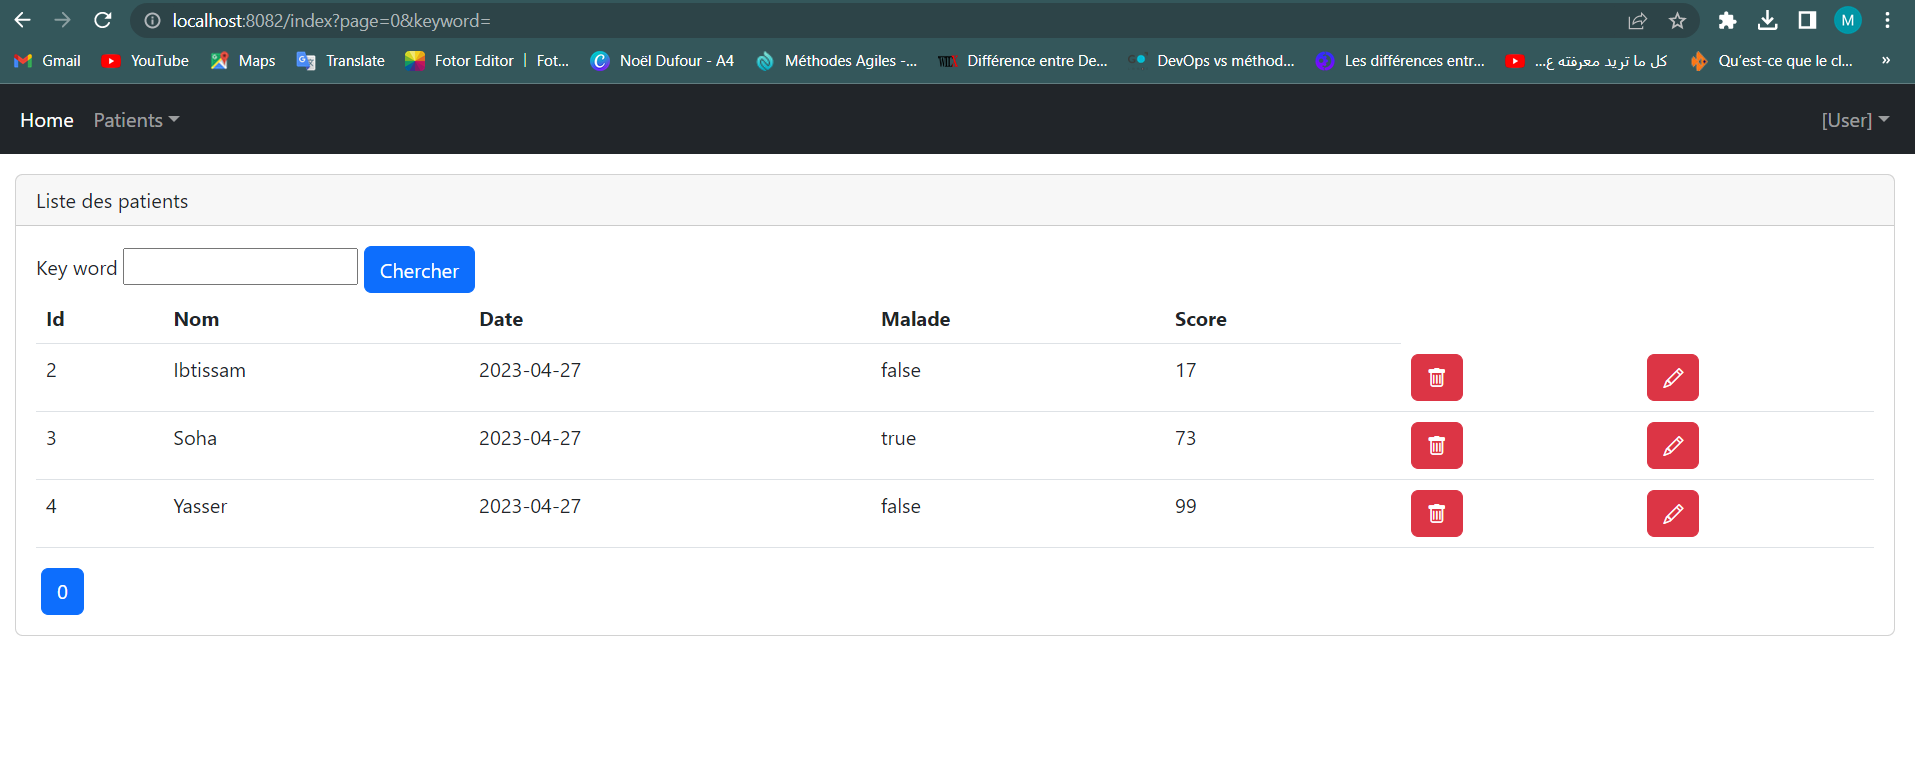 localhost:8082/index?page=0&keyword=
M
Gmail YouTube Maps Translate Fotor Editor | Fot... Noël Dufour - A4 Méthodes Agiles -... Différence entre De... DevOps vs méthod... Les différences entr... كل ما تريد معرفته ع... Qu'est-ce que le cl... »
Home Patients [User]
Liste des patients
Key word Chercher
Id Nom Date Malade Score
2 Ibtissam 2023-04-27 false 17
3 Soha 2023-04-27 true 73
4 Yasser 2023-04-27 false 99
0